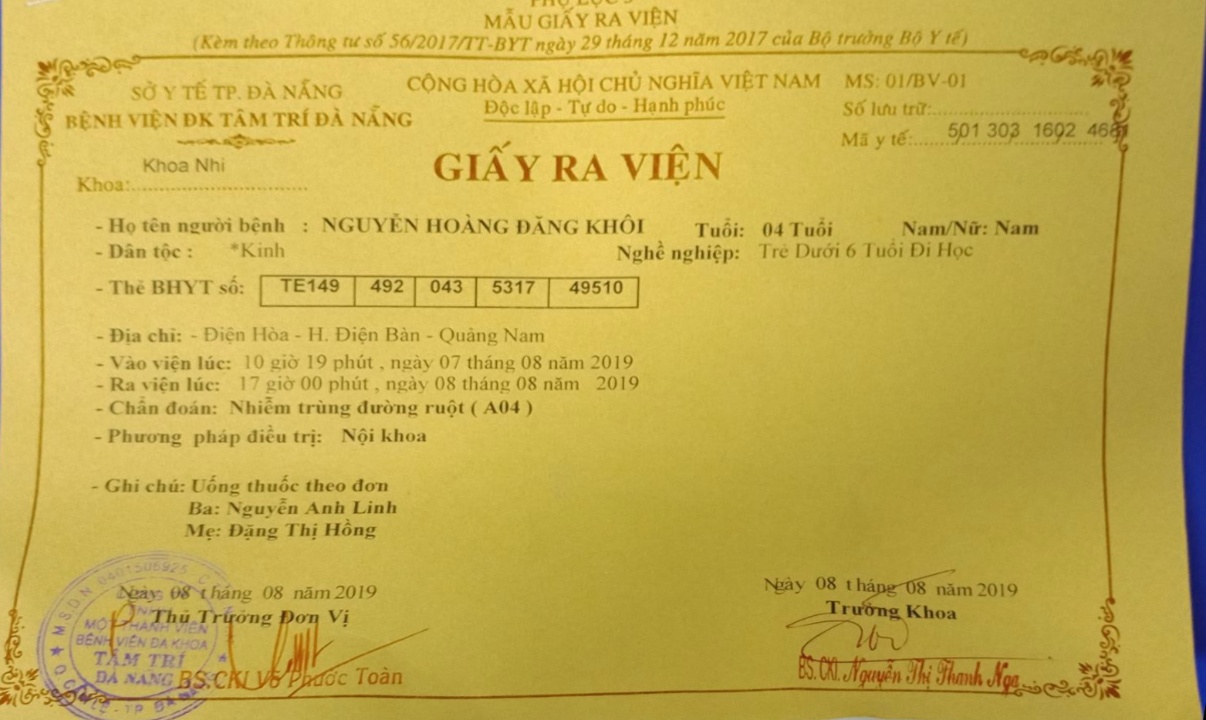 PHỤ LỤC 3
MẪU GIẤY RA VIỆN
(Kèm theo Thông tư số 56/2017/TT-BYT ngày 29 tháng 12 năm 2017 của Bộ trưởng Bộ Y tế)
SỞ Y TẾ TP. ĐÀ NẴNG
BỆNH VIỆN ĐK TÂM TRÍ ĐÀ NẴNG
CỘNG HÒA XÃ HỘI CHỦ NGHĨA VIỆT NAM
Độc lập - Tự do - Hạnh phúc
MS: 01/BV-01
Số lưu trữ:
Mã y tế: 501 303 1602 4681
Khoa: Khoa Nhi
GIẤY RA VIỆN
- Họ tên người bệnh : NGUYỄN HOÀNG ĐĂNG KHÔI Tuổi: 04 Tuổi Nam/Nữ: Nam
- Dân tộc : *Kinh Nghề nghiệp: Trẻ Dưới 6 Tuổi Đi Học
- Thẻ BHYT số: TE149 492 043 5317 49510
- Địa chỉ: - Điện Hòa - H. Điện Bàn - Quảng Nam
- Vào viện lúc: 10 giờ 19 phút , ngày 07 tháng 08 năm 2019
- Ra viện lúc: 17 giờ 00 phút , ngày 08 tháng 08 năm 2019
- Chẩn đoán: Nhiễm trùng đường ruột ( A04 )
- Phương pháp điều trị: Nội khoa
- Ghi chú: Uống thuốc theo đơn
Ba: Nguyễn Anh Linh
Mẹ: Đặng Thị Hồng
Ngày 08 tháng 08 năm 2019
Thủ Trưởng Đơn Vị
M.S.D.N 0401506925
MỘT THÀNH VIÊN
BỆNH VIỆN ĐA KHOA
TÂM TRÍ
ĐÀ NẴNG
BS.CKI Võ Phước Toàn
Ngày 08 tháng 08 năm 2019
Trưởng Khoa
BS.CKI. Nguyễn Thị Thanh Nga